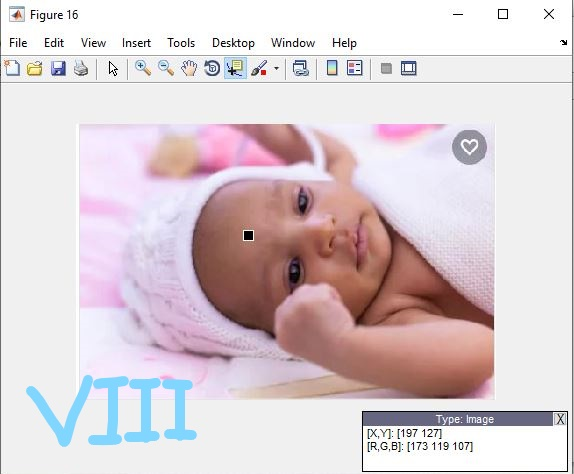 Figure 16
File Edit View Insert Tools Desktop Window Help
VIII
Type: Image X
[X,Y]: [197 127]
[R,G,B]: [173 119 107]